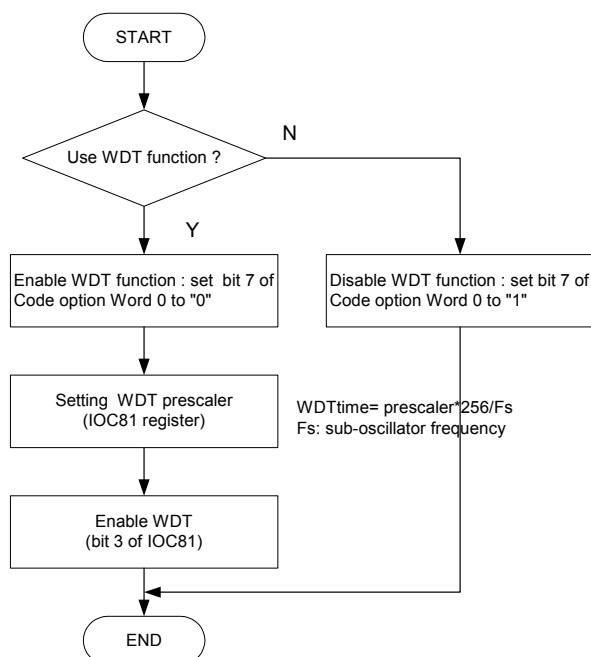 START
N
Use WDT function ?
Y
Enable WDT function : set bit 7 of
Code option Word 0 to "0"
Disable WDT function : set bit 7 of
Code option Word 0 to "1"
Setting WDT prescaler
(IOC81 register)
WDTtime= prescaler*256/Fs
Fs: sub-oscillator frequency
Enable WDT
(bit 3 of IOC81)
END